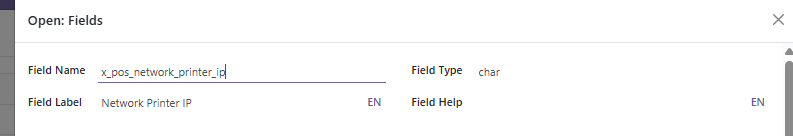 Open: Fields
Field Name x_pos_network_printer_ip Field Type char
Field Label Network Printer IP EN Field Help EN